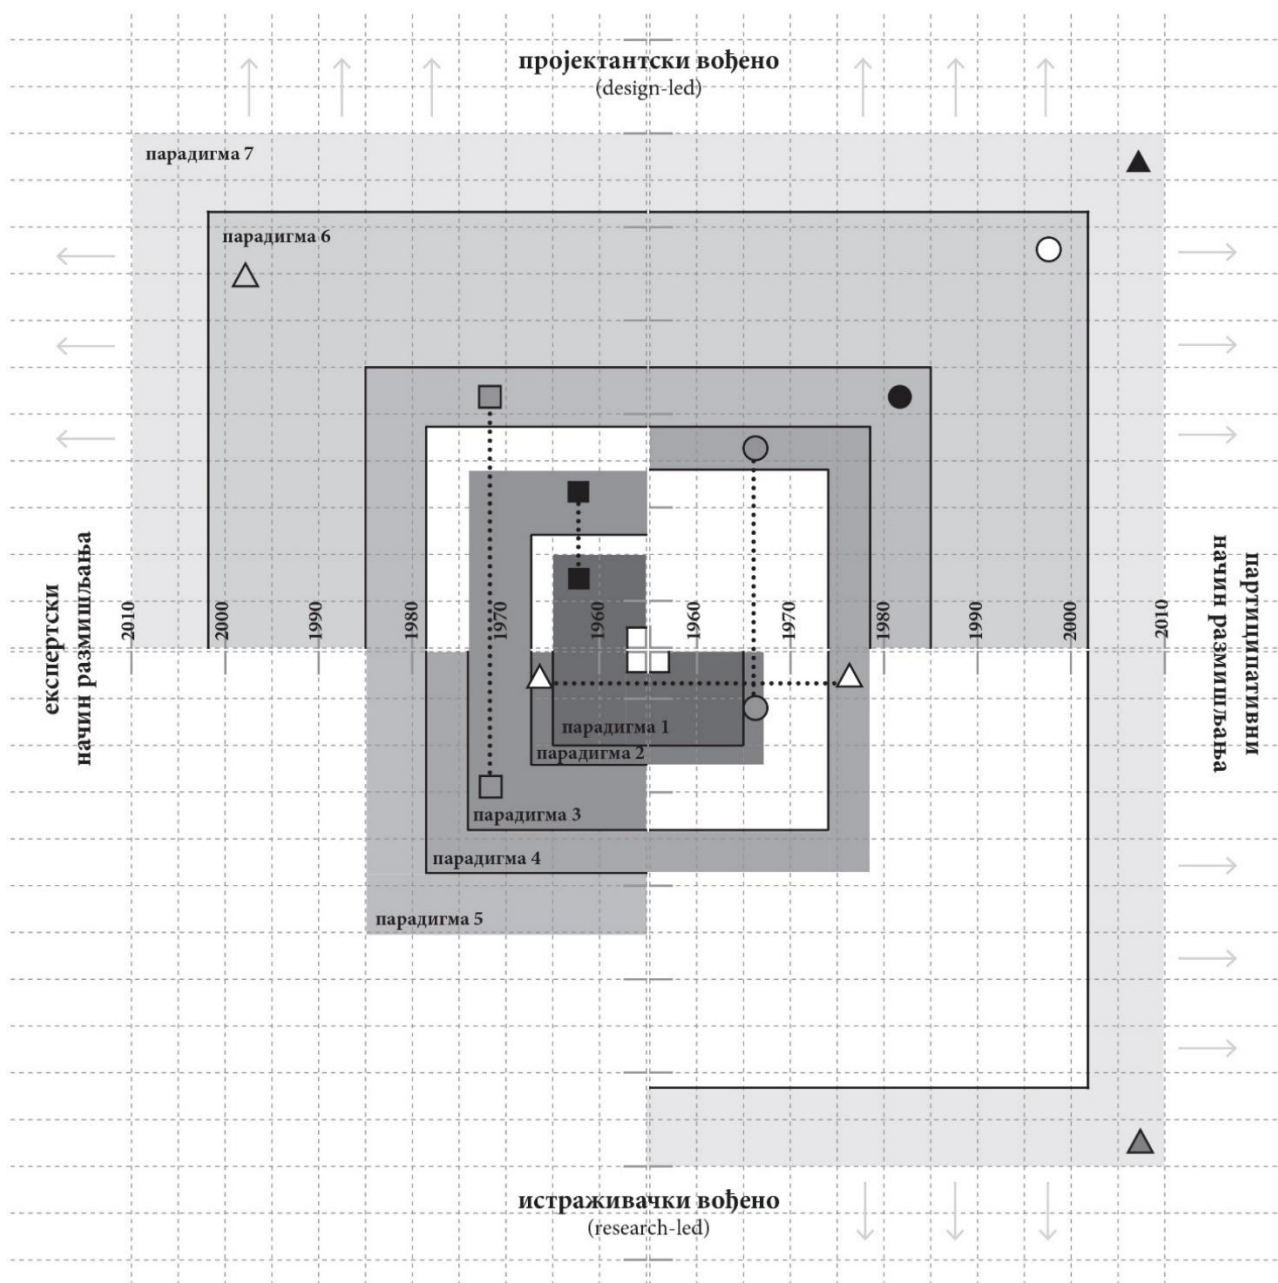 пројектантски вођено
(design-led)
парадигма 7
парадигма 6
експертски
начин размишљања
2010
2000
1990
1980
1970
1960
1960
1970
1980
1990
2000
2010
партиципативни
начин размишљања
парадигма 1
парадигма 2
парадигма 3
парадигма 4
парадигма 5
истраживачки вођено
(research-led)